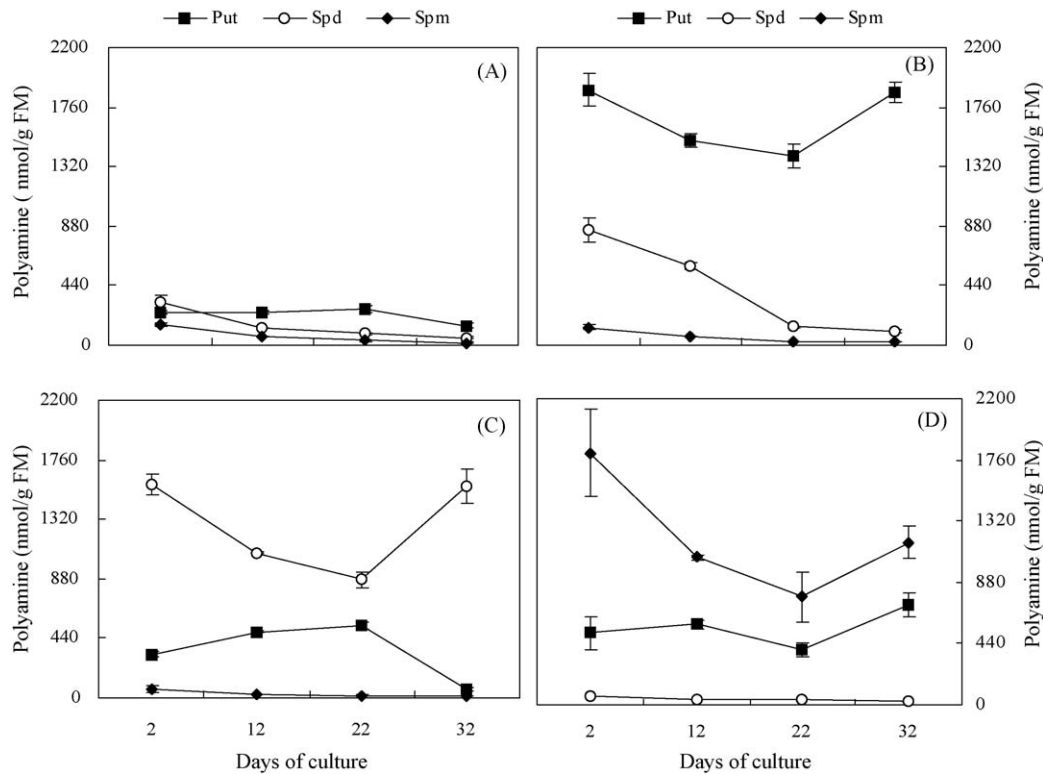 Put Spd Spm
Put Spd Spm
(A)
2200
1760
1320
880
440
0
Polyamine ( nmol/g FM)
(B)
2200
1760
1320
880
440
0
Polyamine (nmol/g FM)
(C)
2200
1760
1320
880
440
0
Polyamine (nmol/g FM)
2 12 22 32
Days of culture
(D)
2200
1760
1320
880
440
0
Polyamine (nmol/g FM)
2 12 22 32
Days of culture